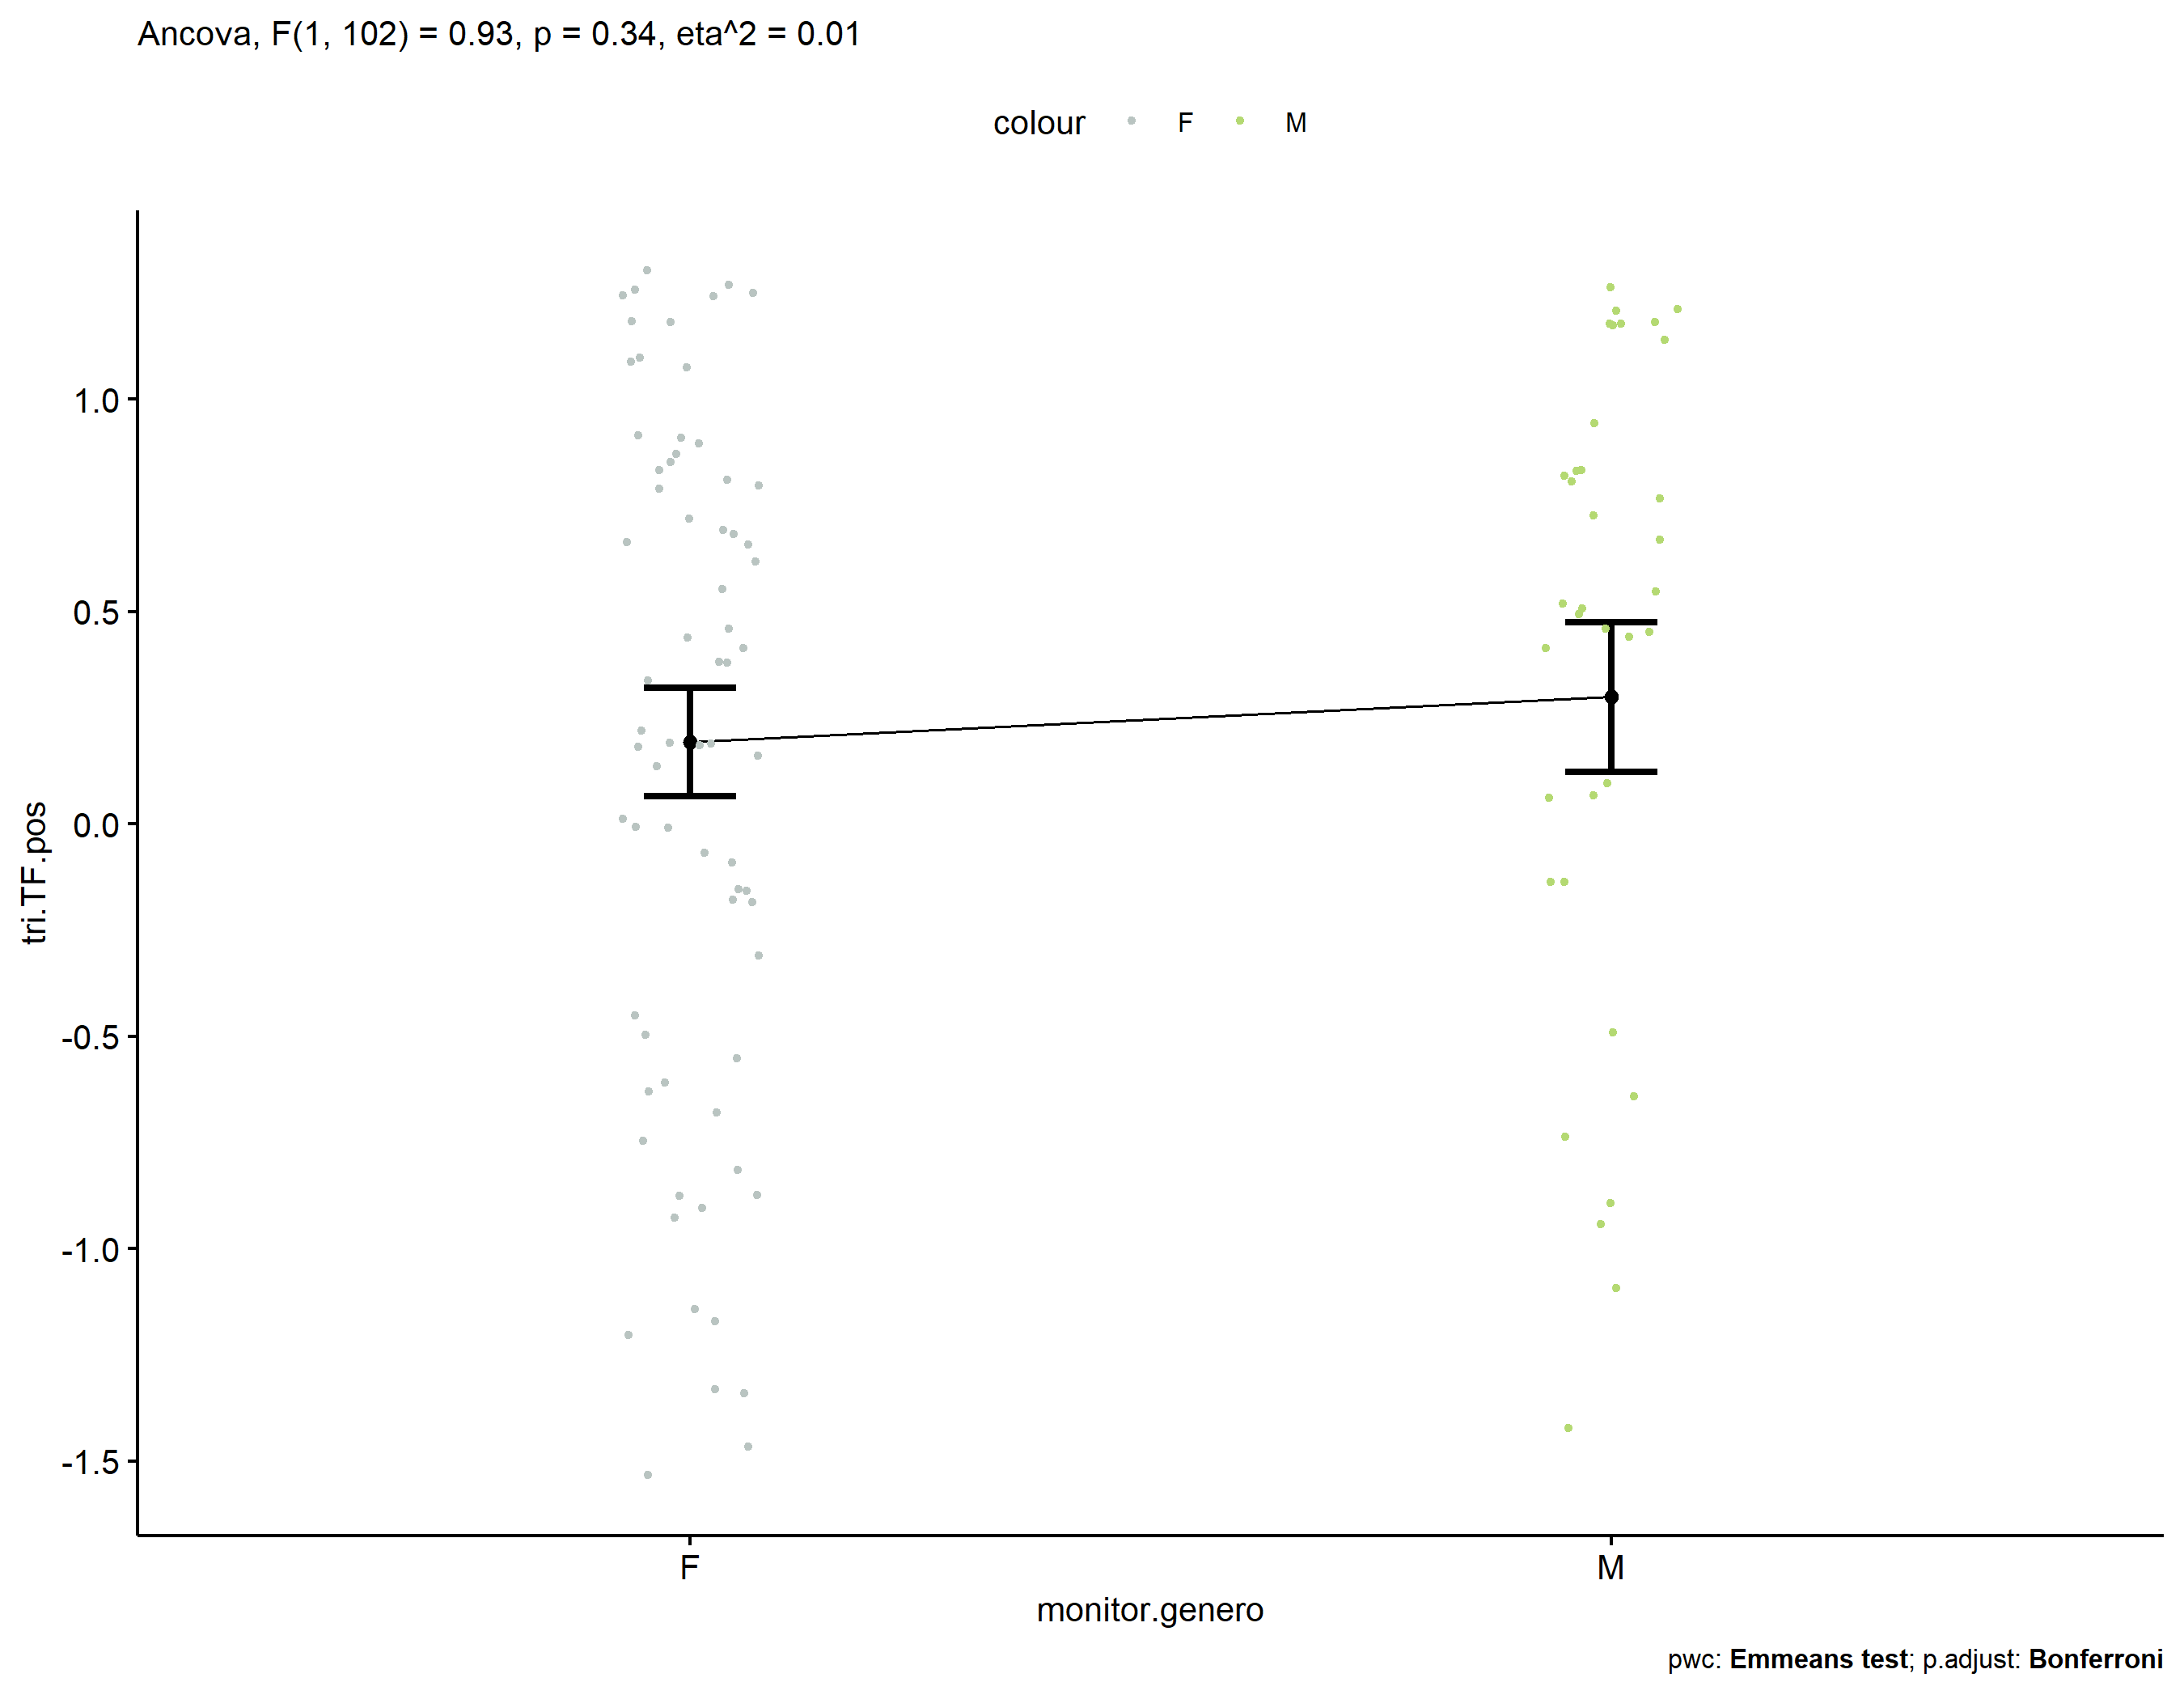 Ancova, F(1, 102) = 0.93, p = 0.34, eta^2 = 0.01
colour F M
1.0
0.5
0.0
-0.5
-1.0
-1.5
tri.TF.pos
F M
monitor.genero
pwc: Emmeans test; p.adjust: Bonferroni